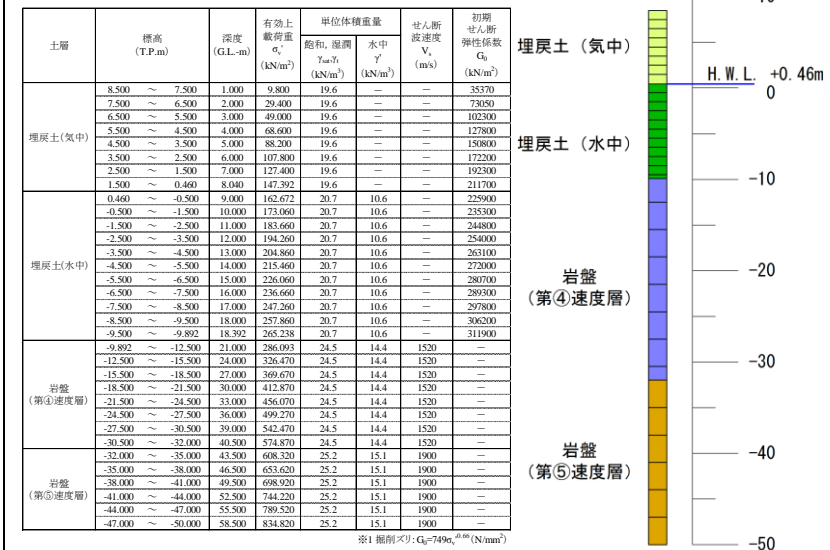 土層 標高 (T.P.m) 深度 (G.L.-m) 有効上載荷重 σv' (kN/m²) 単位体積重量 せん断波速度 Vs (m/s) 初期せん断弾性係数 G0 (kN/m²)
飽和, 湿潤 γsat,γt (kN/m³) 水中 γ' (kN/m³)
埋戻土(気中)
8.500 ～ 7.500 1.000 9.800 19.6 － － 35370
7.500 ～ 6.500 2.000 29.400 19.6 － － 73050
6.500 ～ 5.500 3.000 49.000 19.6 － － 102300
5.500 ～ 4.500 4.000 68.600 19.6 － － 127800
4.500 ～ 3.500 5.000 88.200 19.6 － － 150800
3.500 ～ 2.500 6.000 107.800 19.6 － － 172200
2.500 ～ 1.500 7.000 127.400 19.6 － － 192300
1.500 ～ 0.460 8.040 147.392 19.6 － － 211700
埋戻土(水中)
0.460 ～ -0.500 9.000 162.672 20.7 10.6 － 225900
-0.500 ～ -1.500 10.000 173.060 20.7 10.6 － 235300
-1.500 ～ -2.500 11.000 183.660 20.7 10.6 － 244800
-2.500 ～ -3.500 12.000 194.260 20.7 10.6 － 254000
-3.500 ～ -4.500 13.000 204.860 20.7 10.6 － 263100
-4.500 ～ -5.500 14.000 215.460 20.7 10.6 － 272000
-5.500 ～ -6.500 15.000 226.060 20.7 10.6 － 280700
-6.500 ～ -7.500 16.000 236.660 20.7 10.6 － 289300
-7.500 ～ -8.500 17.000 247.260 20.7 10.6 － 297800
-8.500 ～ -9.500 18.000 257.860 20.7 10.6 － 306200
-9.500 ～ -9.892 18.392 265.238 20.7 10.6 － 311900
岩盤
(第④速度層)
-9.892 ～ -12.500 21.000 286.093 24.5 14.4 1520 －
-12.500 ～ -15.500 24.000 326.470 24.5 14.4 1520 －
-15.500 ～ -18.500 27.000 369.670 24.5 14.4 1520 －
-18.500 ～ -21.500 30.000 412.870 24.5 14.4 1520 －
-21.500 ～ -24.500 33.000 456.070 24.5 14.4 1520 －
-24.500 ～ -27.500 36.000 499.270 24.5 14.4 1520 －
-27.500 ～ -30.500 39.000 542.470 24.5 14.4 1520 －
-30.500 ～ -32.000 40.500 574.870 24.5 14.4 1520 －
岩盤
(第⑤速度層)
-32.000 ～ -35.000 43.500 608.320 25.2 15.1 1900 －
-35.000 ～ -38.000 46.500 653.620 25.2 15.1 1900 －
-38.000 ～ -41.000 49.500 698.920 25.2 15.1 1900 －
-41.000 ～ -44.000 52.500 744.220 25.2 15.1 1900 －
-44.000 ～ -47.000 55.500 789.520 25.2 15.1 1900 －
-47.000 ～ -50.000 58.500 834.820 25.2 15.1 1900 －
※1 掘削ズリ: G0=749σv'^0.66 (N/mm²)
埋戻土（気中）
H.W.L. +0.46m
0
埋戻土（水中）
-10
-20
岩盤
（第④速度層）
-30
-40
岩盤
（第⑤速度層）
-50